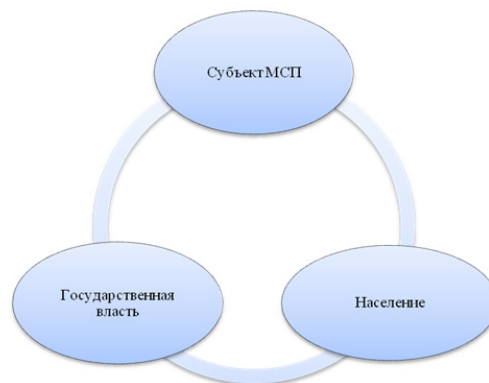 Субъект МСП
Государственная
власть
Население